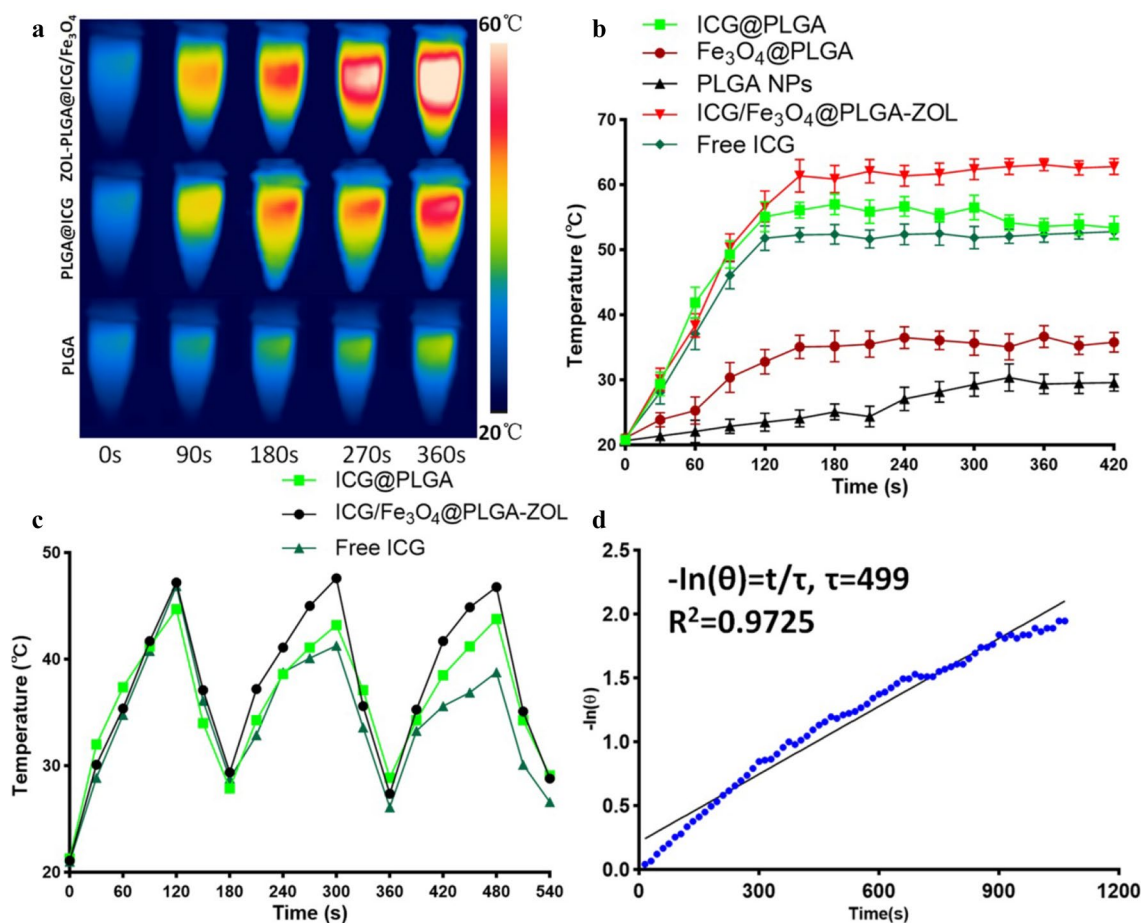 a
ZOL-PLGA@ICG/Fe₃O₄
PLGA@ICG
PLGA
60℃
20℃
0s 90s 180s 270s 360s
b
ICG@PLGA
Fe₃O₄@PLGA
PLGA NPs
ICG/Fe₃O₄@PLGA-ZOL
Free ICG
Temperature (℃)
70
60
50
40
30
20
0 60 120 180 240 300 360 420
Time (s)
c
ICG@PLGA
ICG/Fe₃O₄@PLGA-ZOL
Free ICG
Temperature (℃)
50
40
30
20
0 60 120 180 240 300 360 420 480 540
Time (s)
d
-ln(θ)=t/τ, τ=499
R²=0.9725
-ln(θ)
2.5
2.0
1.5
1.0
0.5
0.0
0 300 600 900 1200
Time(s)